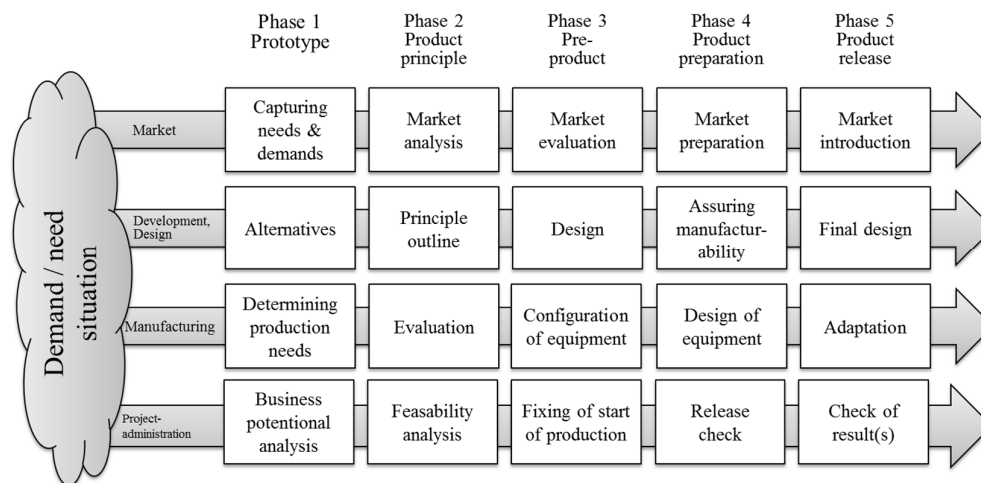 Phase 1
Prototype
Phase 2
Product
principle
Phase 3
Pre-
product
Phase 4
Product
preparation
Phase 5
Product
release
Demand / need
situation
Market
Capturing
needs &
demands
Market
analysis
Market
evaluation
Market
preparation
Market
introduction
Development,
Design
Alternatives
Principle
outline
Design
Assuring
manufactur-
ability
Final design
Manufacturing
Determining
production
needs
Evaluation
Configuration
of equipment
Design of
equipment
Adaptation
Project-
administration
Business
potentional
analysis
Feasability
analysis
Fixing of start
of production
Release
check
Check of
result(s)